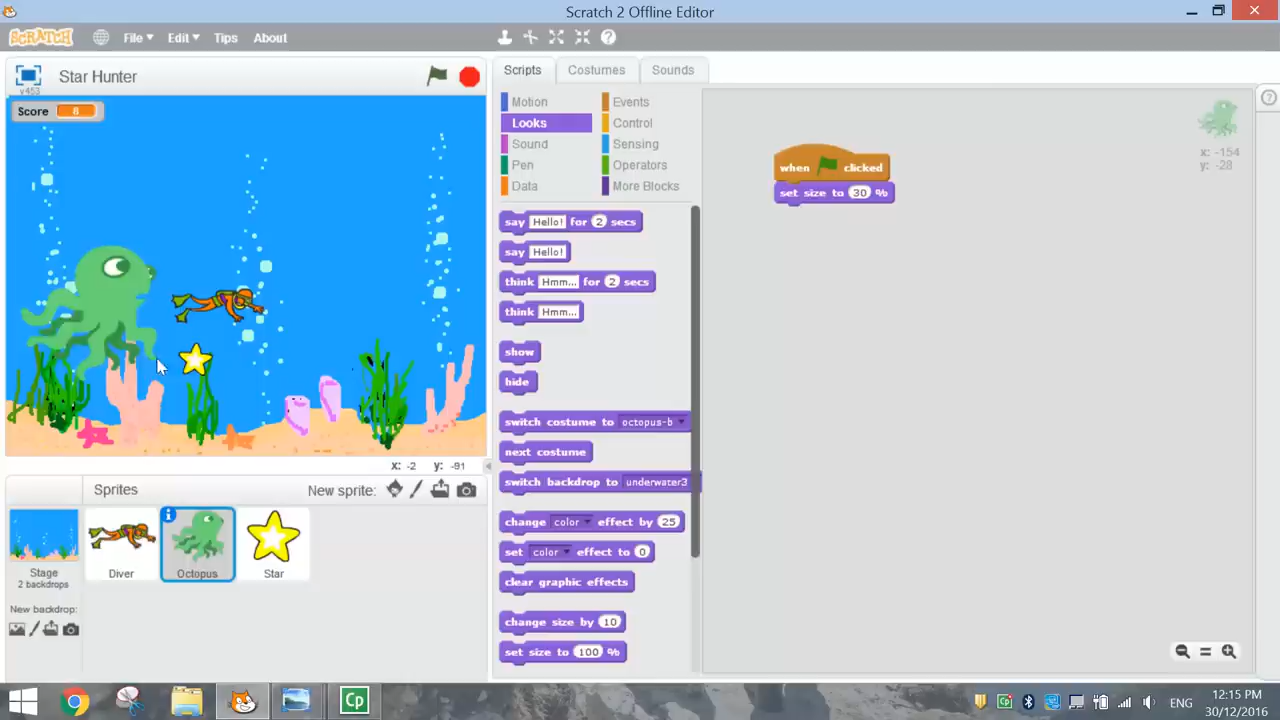 Scratch 2 Offline Editor
SCRATCH File Edit Tips About
v453 Star Hunter
Score 8
Scripts Costumes Sounds
Motion Events
Looks Control
Sound Sensing
Pen Operators
Data More Blocks
say Hello! for 2 secs
say Hello!
think Hmm... for 2 secs
think Hmm...
show
hide
switch costume to octopus-b
next costume
switch backdrop to underwater3
change color effect by 25
set color effect to 0
clear graphic effects
change size by 10
set size to 100 %
when clicked
set size to 30 %
x: -154
y: -28
x: -2 y: -91
Sprites New sprite:
Stage
2 backdrops
New backdrop:
Diver Octopus Star
Cp
Cp ENG
12:15 PM
30/12/2016